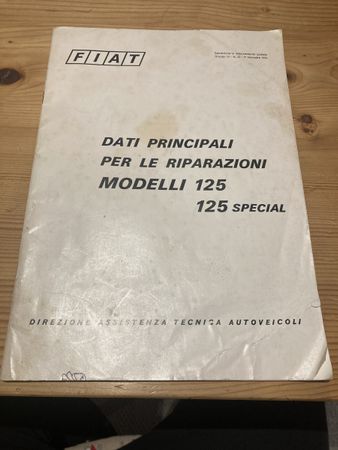 FIAT
DATI PRINCIPALI
PER LE RIPARAZIONI
MODELLI 125
125 SPECIAL
DIREZIONE ASSISTENZA TECNICA AUTOVEICOLI